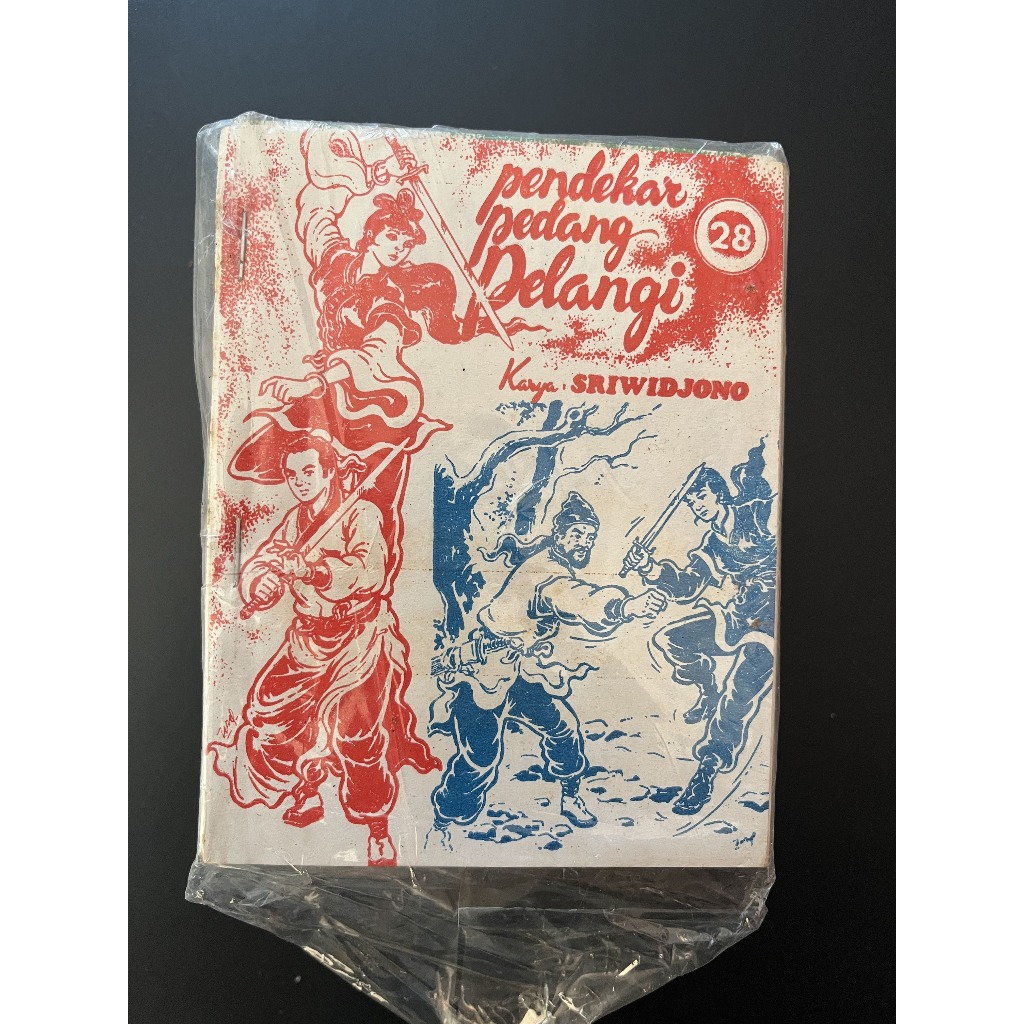 pendekar
pedang
Pelangi
28
Karya : SRIWIDJONO